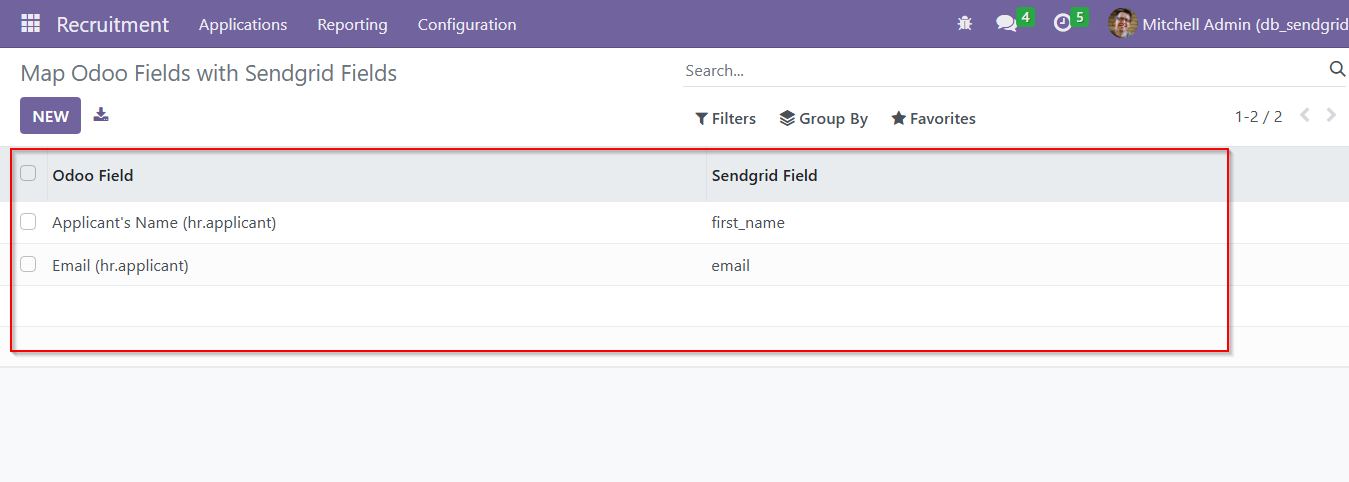 Recruitment Applications Reporting Configuration 4 5 Mitchell Admin (db_sendgrid
Map Odoo Fields with Sendgrid Fields Search...
NEW Filters Group By Favorites 1-2 / 2
Odoo Field Sendgrid Field
Applicant's Name (hr.applicant) first_name
Email (hr.applicant) email